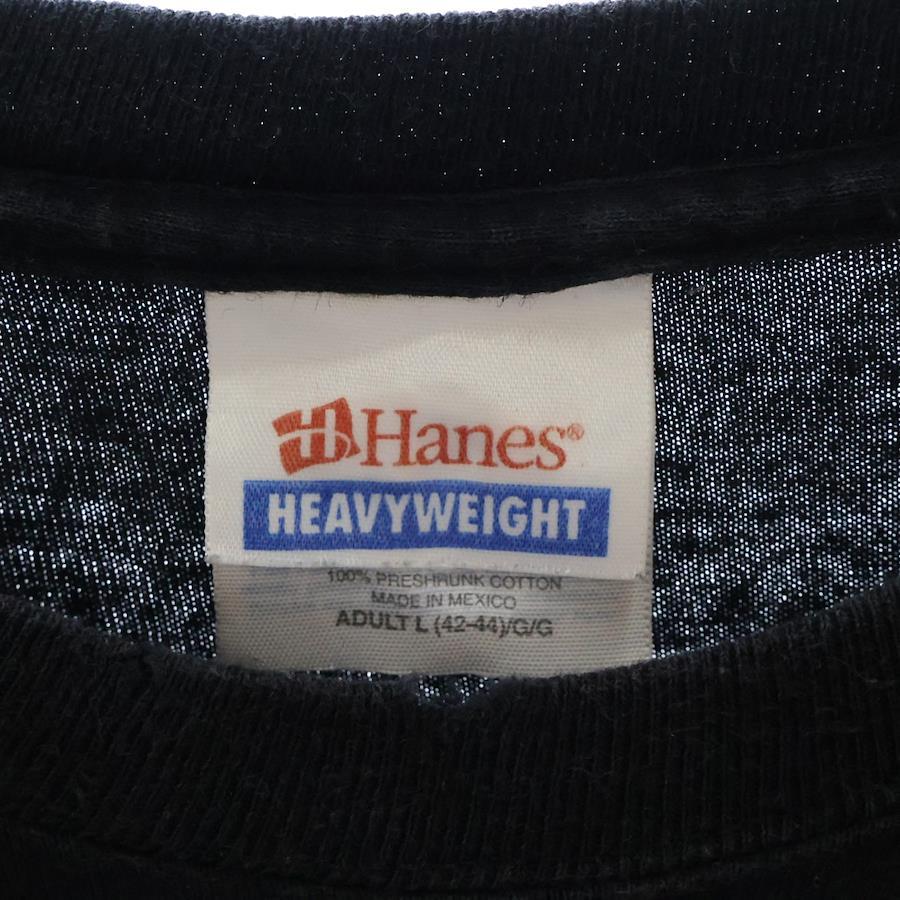 Hanes®
HEAVYWEIGHT
100% PRESHRUNK COTTON
MADE IN MEXICO
ADULT L (42-44)/G/G